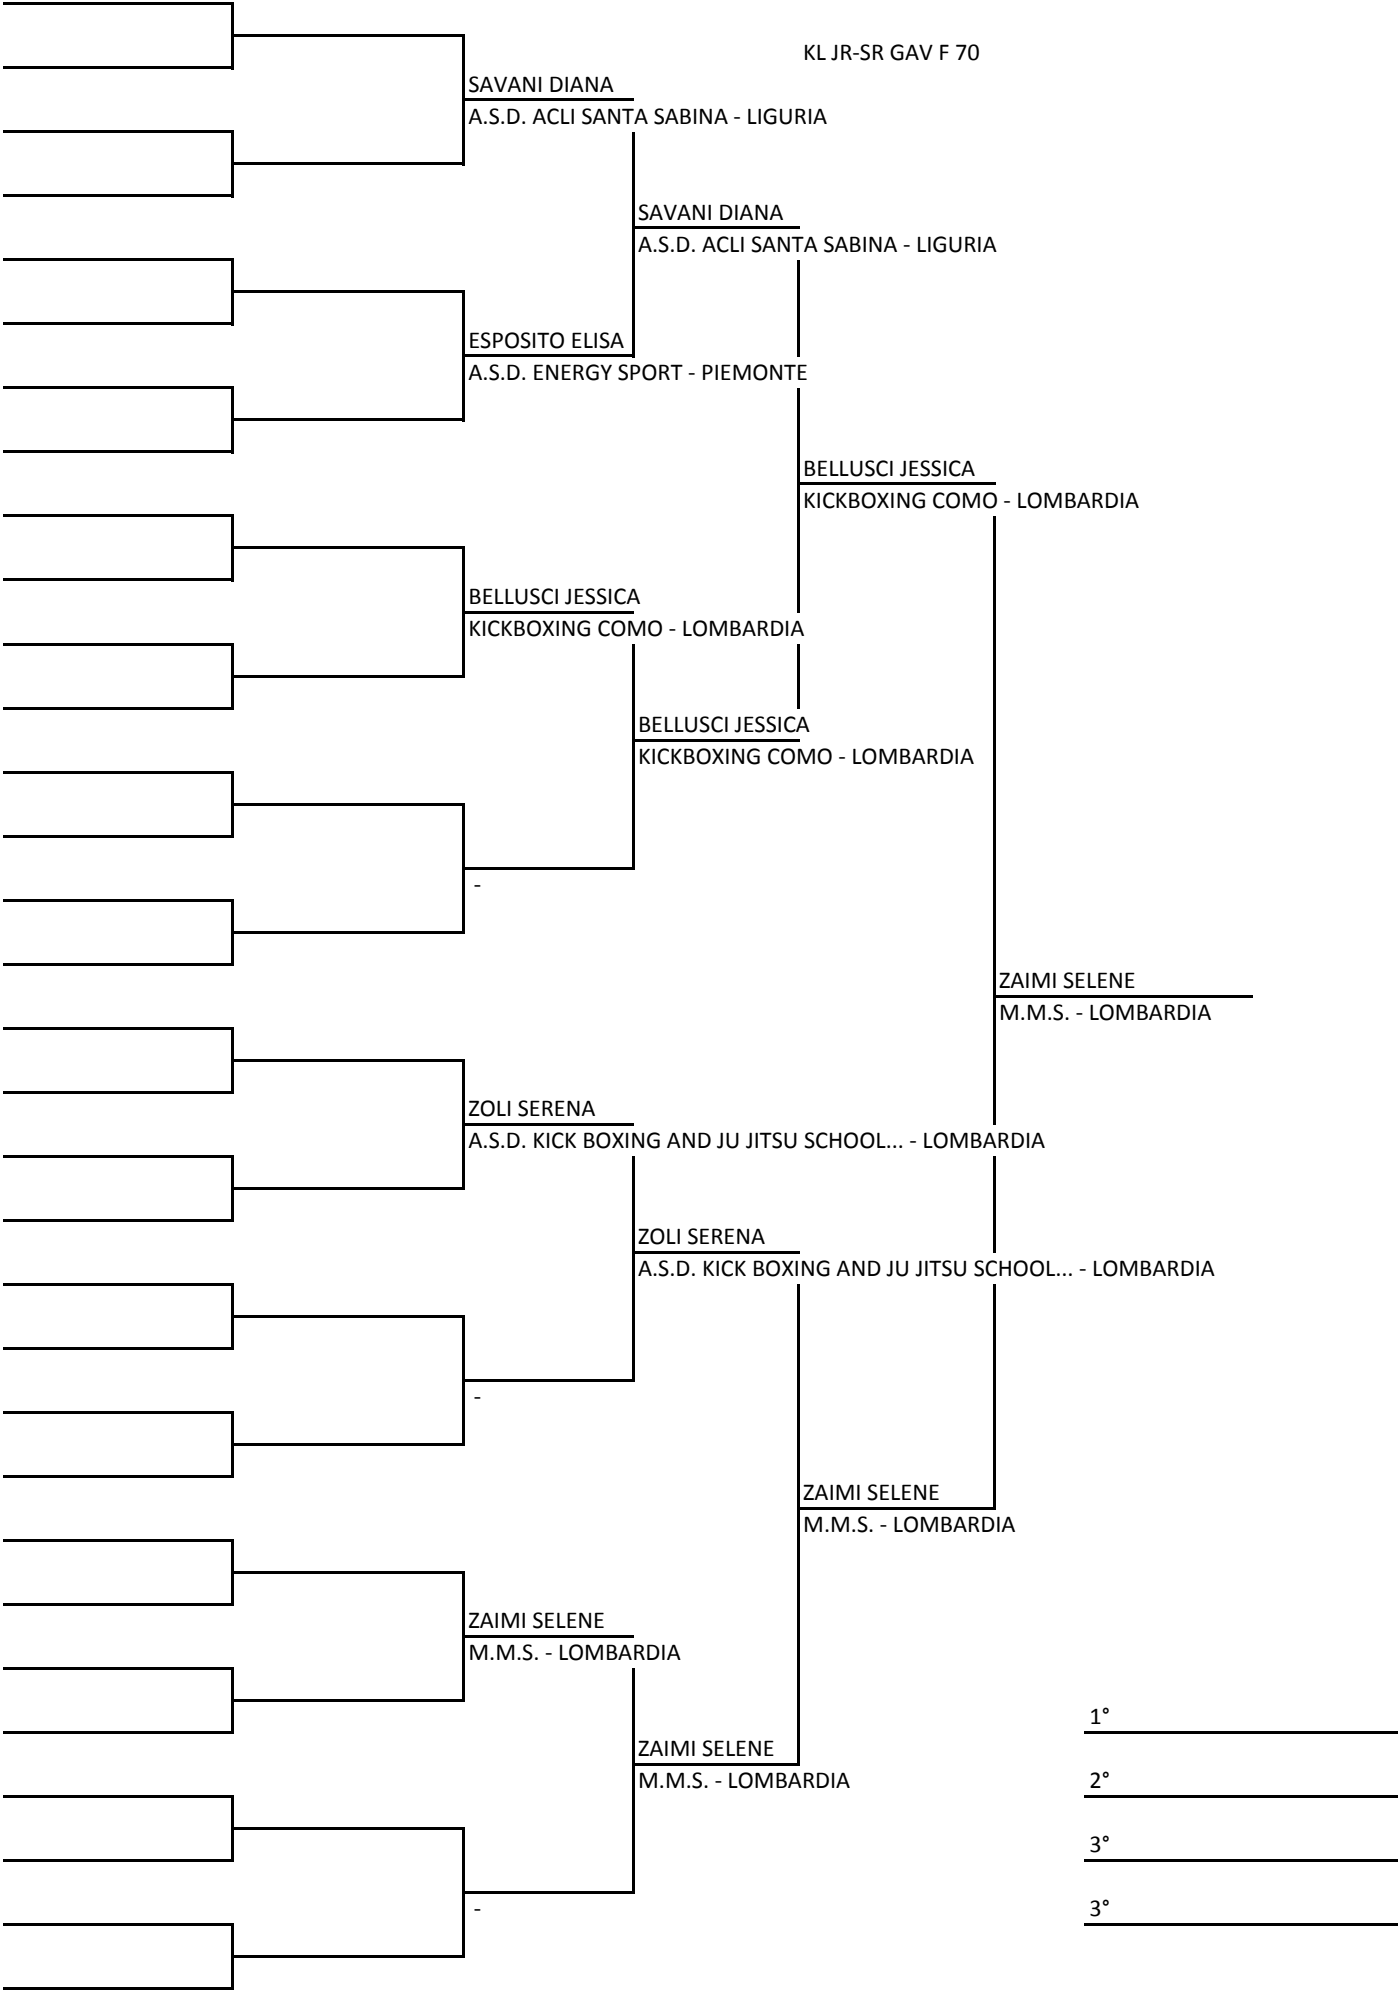 KL JR-SR GAV F 70
SAVANI DIANA
A.S.D. ACLI SANTA SABINA - LIGURIA
SAVANI DIANA
A.S.D. ACLI SANTA SABINA - LIGURIA
ESPOSITO ELISA
A.S.D. ENERGY SPORT - PIEMONTE
BELLUSCI JESSICA
KICKBOXING COMO - LOMBARDIA
BELLUSCI JESSICA
KICKBOXING COMO - LOMBARDIA
BELLUSCI JESSICA
KICKBOXING COMO - LOMBARDIA
-
ZAIMI SELENE
M.M.S. - LOMBARDIA
ZOLI SERENA
A.S.D. KICK BOXING AND JU JITSU SCHOOL... - LOMBARDIA
ZOLI SERENA
A.S.D. KICK BOXING AND JU JITSU SCHOOL... - LOMBARDIA
-
ZAIMI SELENE
M.M.S. - LOMBARDIA
ZAIMI SELENE
M.M.S. - LOMBARDIA
1°
ZAIMI SELENE
M.M.S. - LOMBARDIA
2°
3°
-
3°